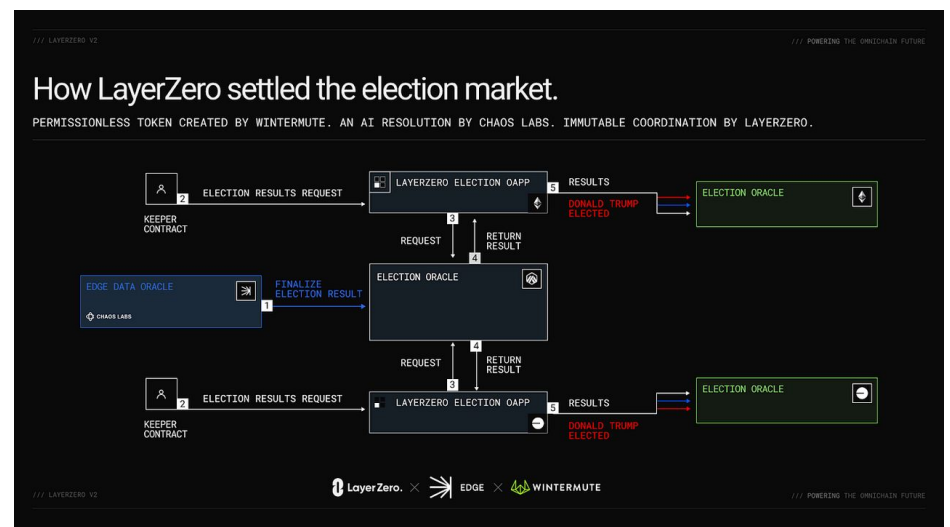 /// LAYERZERO V2
/// POWERING THE OMNICHAIN FUTURE
How LayerZero settled the election market.
PERMISSIONLESS TOKEN CREATED BY WINTERMUTE. AN AI RESOLUTION BY CHAOS LABS. IMMUTABLE COORDINATION BY LAYERZERO.
2
ELECTION RESULTS REQUEST
KEEPER
CONTRACT
LAYERZERO ELECTION OAPP
5
RESULTS
DONALD TRUMP
ELECTED
ELECTION ORACLE
3
REQUEST
RETURN
RESULT
4
EDGE DATA ORACLE
CHAOS LABS
1
FINALIZE
ELECTION RESULT
ELECTION ORACLE
4
REQUEST
RETURN
RESULT
3
2
ELECTION RESULTS REQUEST
KEEPER
CONTRACT
LAYERZERO ELECTION OAPP
5
RESULTS
DONALD TRUMP
ELECTED
ELECTION ORACLE
LayerZero. × EDGE × WINTERMUTE
/// LAYERZERO V2
/// POWERING THE OMNICHAIN FUTURE